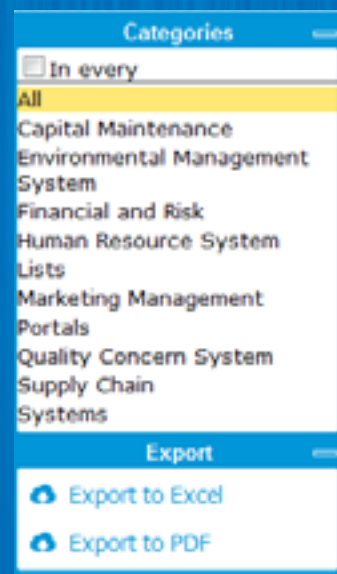 Categories
In every
All
Capital Maintenance
Environmental Management
System
Financial and Risk
Human Resource System
Lists
Marketing Management
Portals
Quality Concern System
Supply Chain
Systems
Export
Export to Excel
Export to PDF